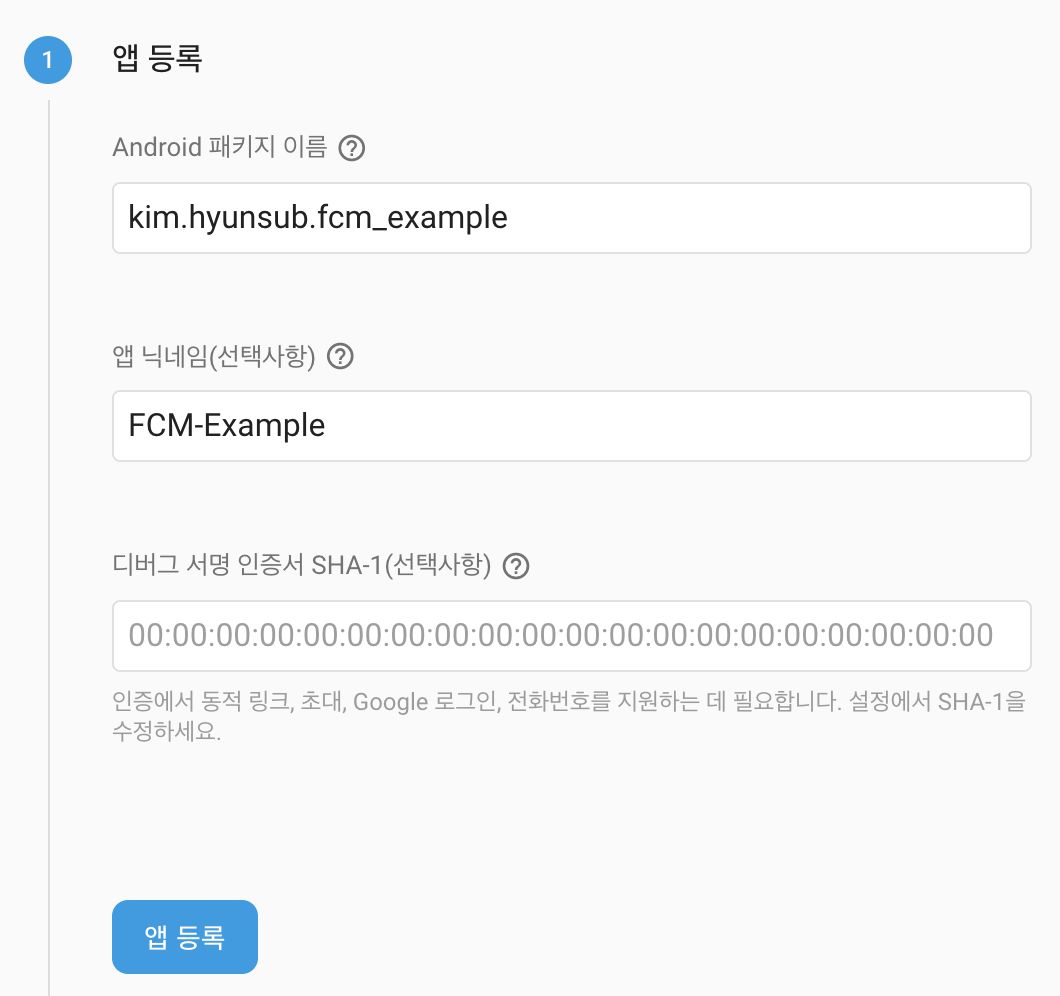 1
앱 등록
Android 패키지 이름 ?
kim.hyunsub.fcm_example
앱 닉네임(선택사항) ?
FCM-Example
디버그 서명 인증서 SHA-1(선택사항) ?
00:00:00:00:00:00:00:00:00:00:00:00:00:00:00:00:00:00:00:00
인증에서 동적 링크, 초대, Google 로그인, 전화번호를 지원하는 데 필요합니다. 설정에서 SHA-1을
수정하세요.
앱 등록